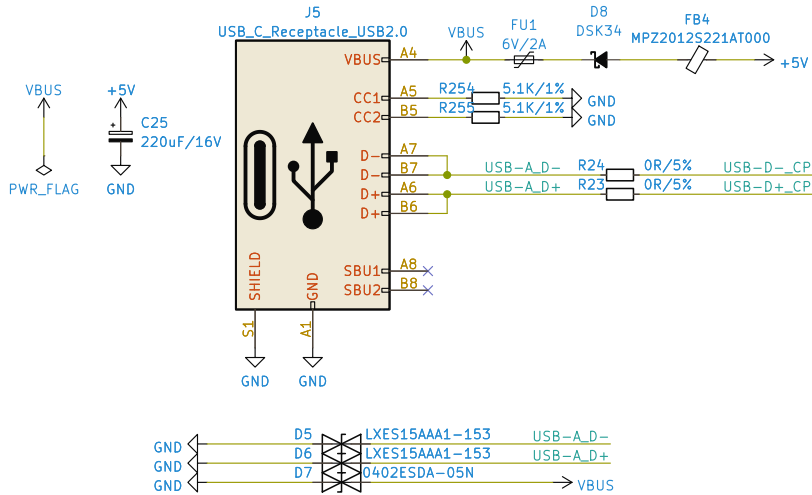 J5
USB_C_Receptacle_USB2.0
VBUS
A4
VBUS
FU1
6V/2A
D8
DSK34
FB4
MPZ2012S221AT000
+5V
CC1
A5
R254
5.1K/1%
GND
CC2
B5
R255
5.1K/1%
GND
VBUS
PWR_FLAG
+5V
C25
220uF/16V
GND
D-
A7
D-
B7
USB-A_D-
R24
0R/5%
USB-D-_CP
D+
A6
USB-A_D+
R23
0R/5%
USB-D+_CP
D+
B6
SBU1
A8
SBU2
B8
SHIELD
GND
S1
A1
GND
GND
GND
D5
LXES15AAA1-153
USB-A_D-
GND
D6
LXES15AAA1-153
USB-A_D+
GND
D7
0402ESDA-05N
VBUS